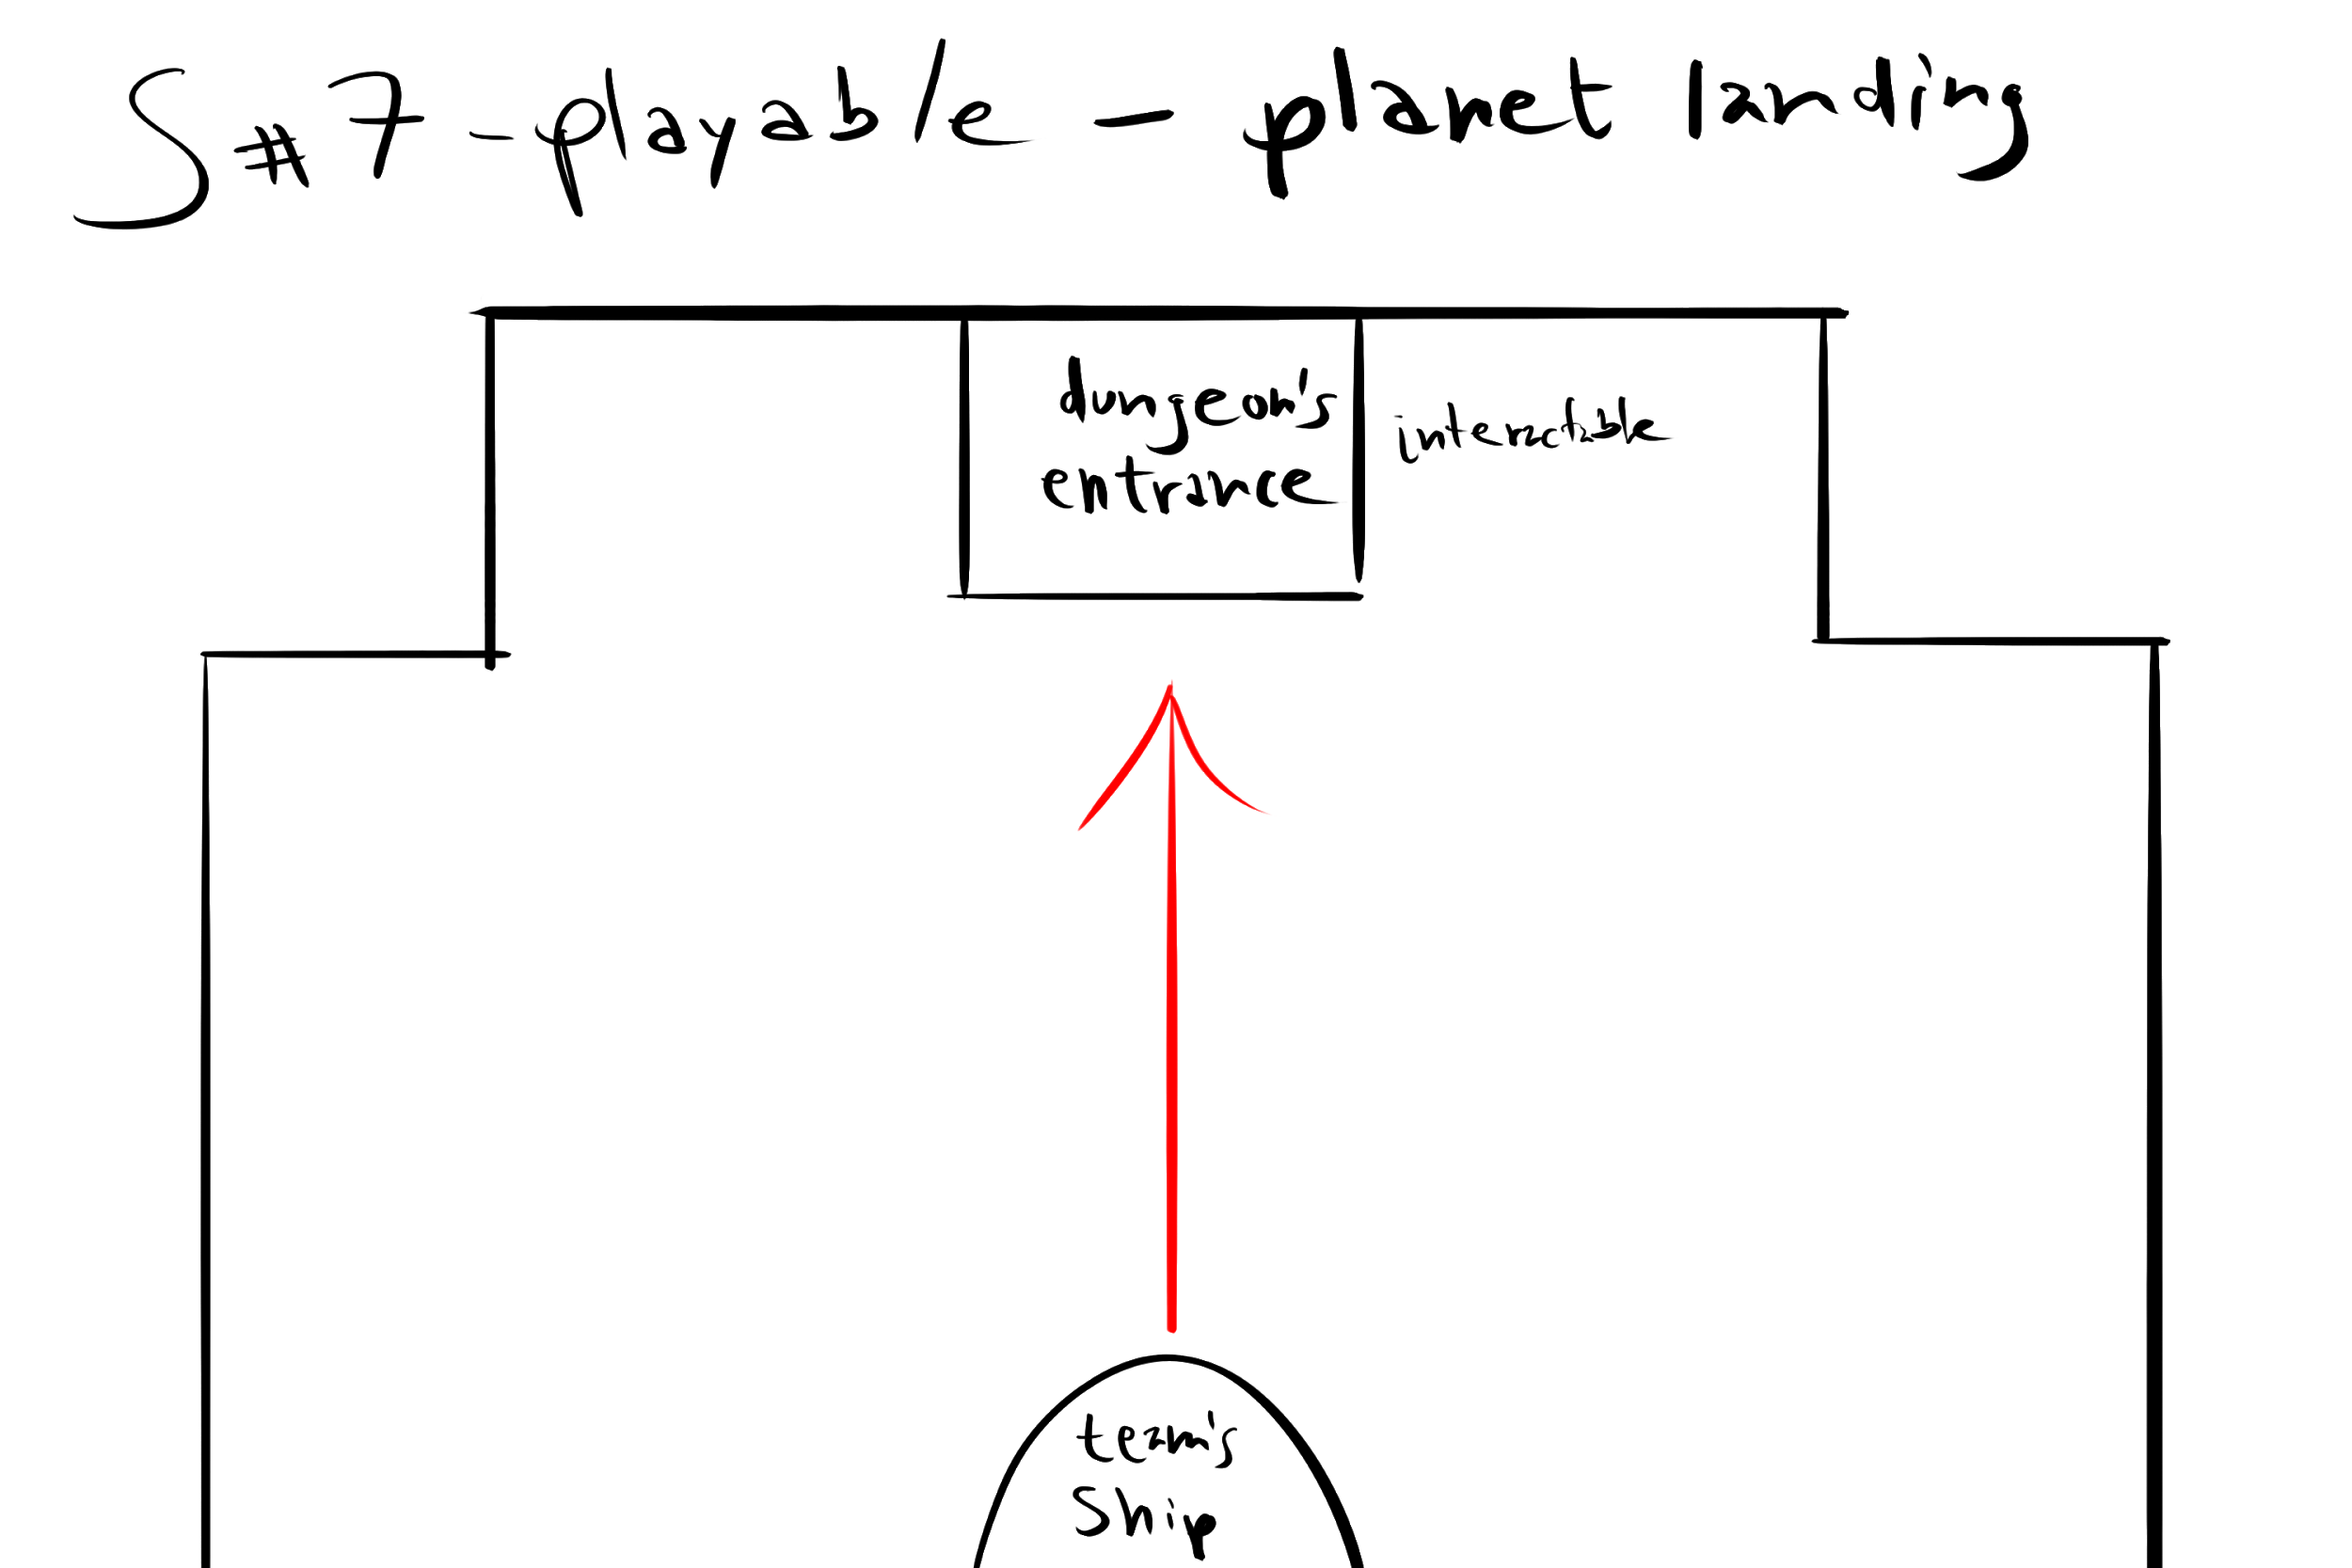 S#7 - playable - planet landing
dungeon's
entrance
interactable
team's
ship